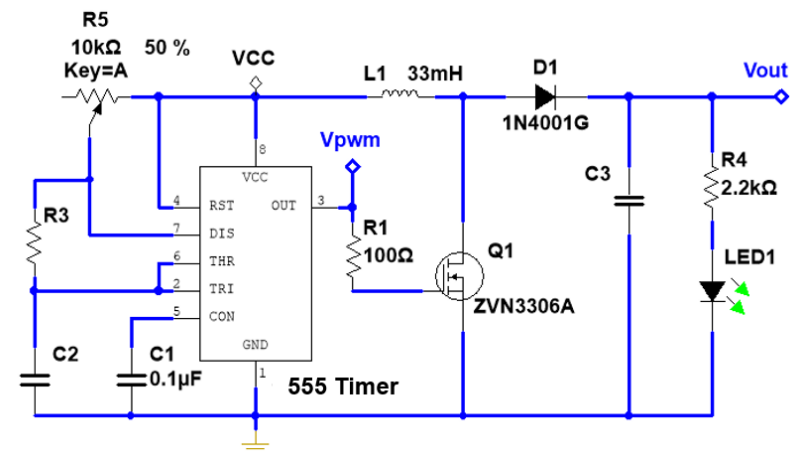 R5
10kΩ 50 %
Key=A
VCC
L1 33mH
D1
1N4001G
Vout
Vpwm
8
VCC
4 RST OUT 3
7 DIS
6 THR
2 TRI
5 CON
GND
1
R3
R1
100Ω
Q1
ZVN3306A
C3
R4
2.2kΩ
LED1
C2
C1
0.1µF
555 Timer